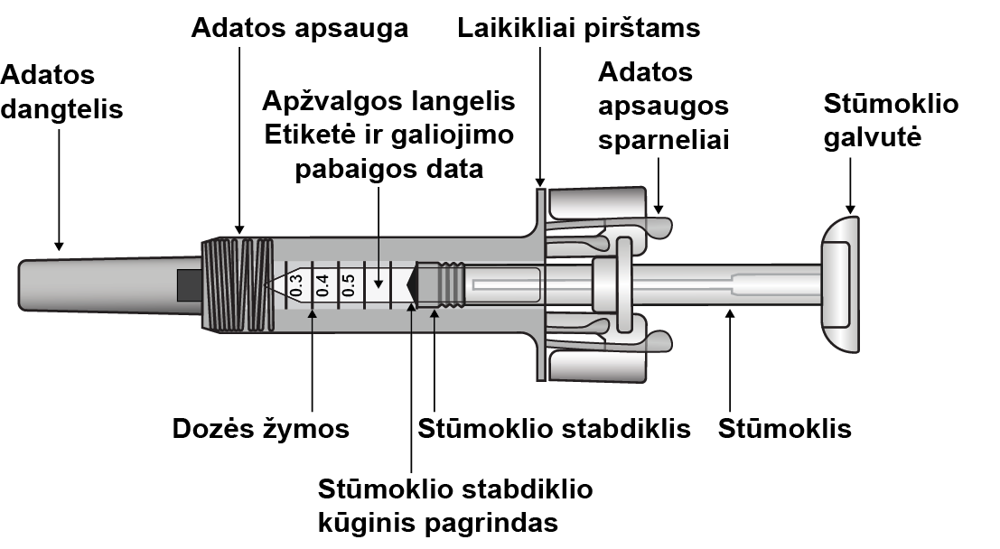 Adatos apsauga
Laikikliai pirštams
Adatos
dangtelis
Adatos
apsaugos
sparneliai
Apžvalgos langelis
Etiketė ir galiojimo
pabaigos data
Stūmoklio
galvutė
0.3
0.4
0.5
Dozės žymos
Stūmoklio stabdiklis
Stūmoklis
Stūmoklio stabdiklio
kūginis pagrindas